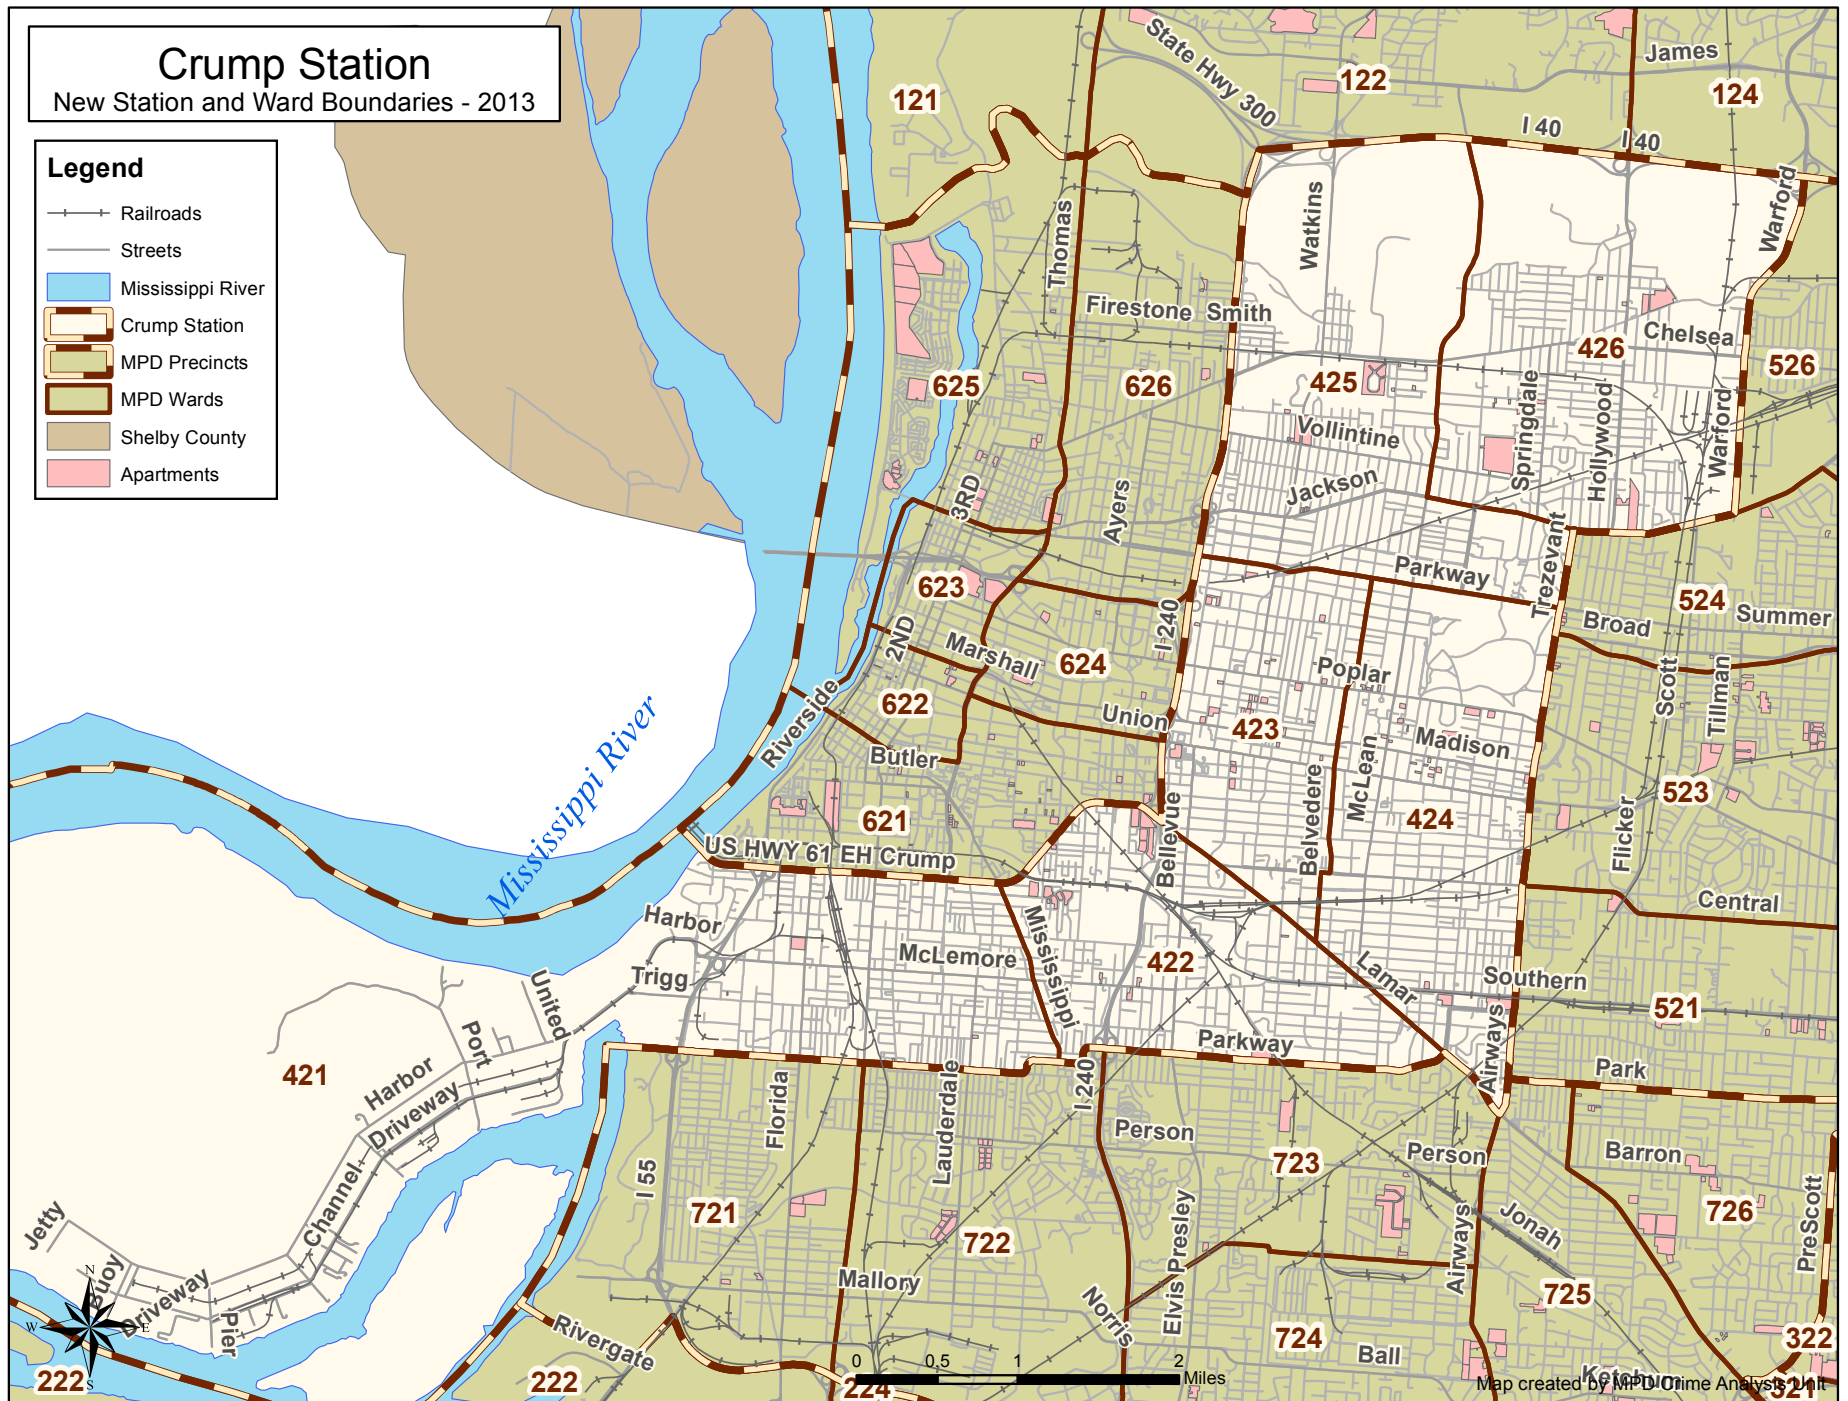 Crump Station
New Station and Ward Boundaries - 2013
Legend
Railroads
Streets
Mississippi River
Crump Station
MPD Precincts
MPD Wards
Shelby County
Apartments
State Hwy 300
James
121
122
124
I 40
I 40
Warford
Watkins
Thomas
Firestone
Smith
Chelsea
625
626
425
426
526
Springdale
Hollywood
Warford
Vollintine
Jackson
3RD
Ayers
Trezevant
Parkway
623
524
Broad
Summer
2ND
Marshall
624
I 240
Poplar
Scott
Tillman
622
Union
423
Madison
Riverside
Butler
McLean
Belvedere
523
Mississippi River
621
424
Bellevue
Flicker
US HWY 61 EH Crump
Central
Harbor
McLemore
Mississippi
422
Lamar
Southern
Trigg
United
Port
521
Airways
Parkway
Park
421
Harbor
Driveway
Florida
Lauderdale
I 240
Person
Person
Barron
723
I 55
721
722
Elvis Presley
Airways
Jonah
726
PreScott
Channel
Jetty
Buoy
Driveway
Pier
Mallory
Norris
725
Rivergate
724
Ball
322
N
W
E
S
222
222
224
0
0.5
1
2
Miles
Ketchum
321
Map created by MPD Crime Analysis Unit